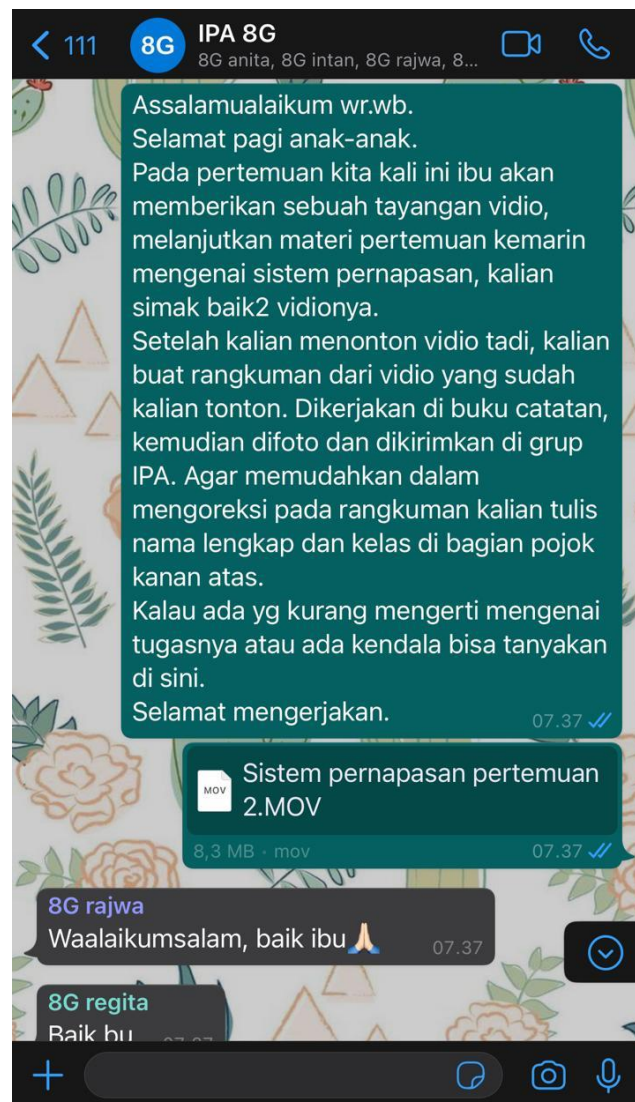 111
8G
IPA 8G
8G anita, 8G intan, 8G rajwa, 8...
Assalamualaikum wr.wb.
Selamat pagi anak-anak.
Pada pertemuan kita kali ini ibu akan
memberikan sebuah tayangan vidio,
melanjutkan materi pertemuan kemarin
mengenai sistem pernapasan, kalian
simak baik2 vidionya.
Setelah kalian menonton vidio tadi, kalian
buat rangkuman dari vidio yang sudah
kalian tonton. Dikerjakan di buku catatan,
kemudian difoto dan dikirimkan di grup
IPA. Agar memudahkan dalam
mengoreksi pada rangkuman kalian tulis
nama lengkap dan kelas di bagian pojok
kanan atas.
Kalau ada yg kurang mengerti mengenai
tugasnya atau ada kendala bisa tanyakan
di sini.
Selamat mengerjakan. 07.37
MOV
Sistem pernapasan pertemuan
2.MOV
8,3 MB · mov 07.37
8G rajwa
Waalaikumsalam, baik ibu🙏🏻 07.37
8G regita
Baik bu 07.37